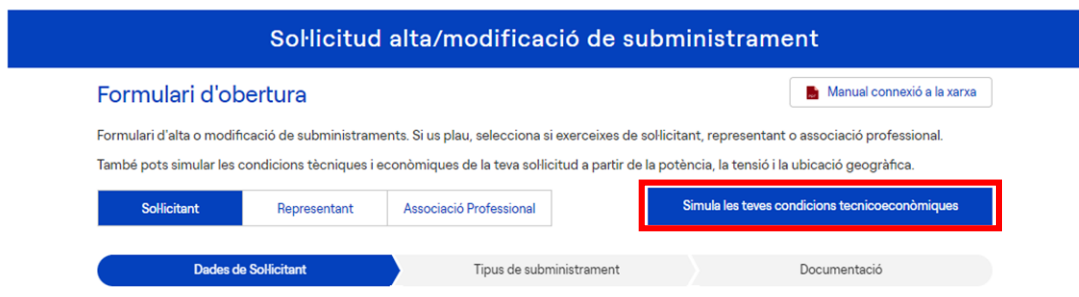 Sol·licitud alta/modificació de subministrament
Formulari d'obertura
Manual connexió a la xarxa
Formulari d'alta o modificació de subministraments. Si us plau, selecciona si exerceixes de sol·licitant, representant o associació professional.
També pots simular les condicions tècniques i econòmiques de la teva sol·licitud a partir de la potència, la tensió i la ubicació geogràfica.
Sol·licitant
Representant
Associació Professional
Simula les teves condicions tecnicoeconòmiques
Dades de Sol·licitant
Tipus de subministrament
Documentació